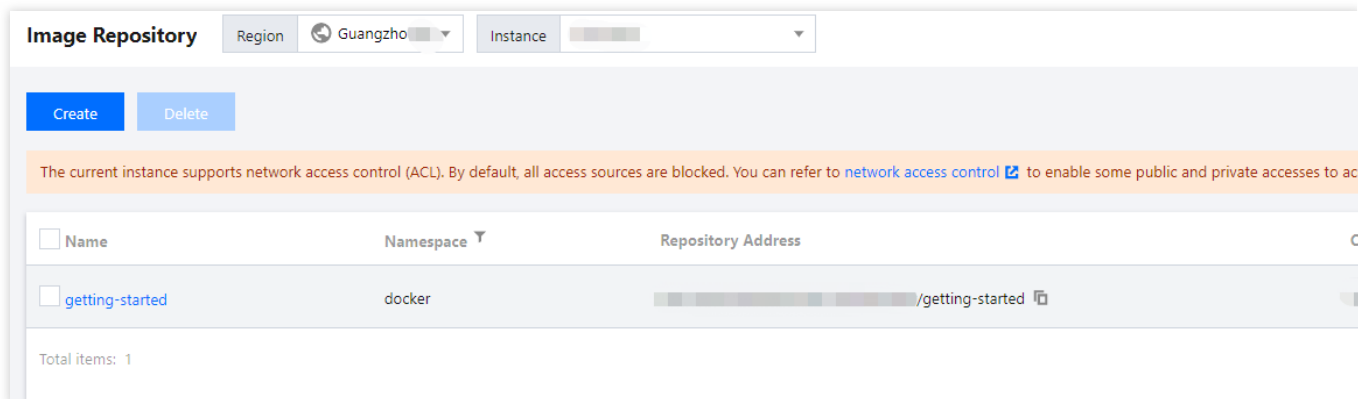 Image Repository Region Guangzho Instance
Create Delete
The current instance supports network access control (ACL). By default, all access sources are blocked. You can refer to network access control to enable some public and private accesses to ac
Name Namespace Repository Address
getting-started docker /getting-started
Total items: 1